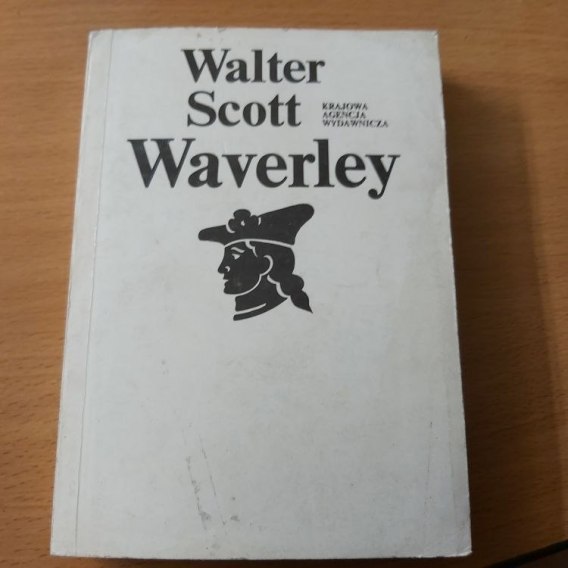 Walter
Scott
KRAJOWA
AGENCJA
WYDAWNICZA
Waverley